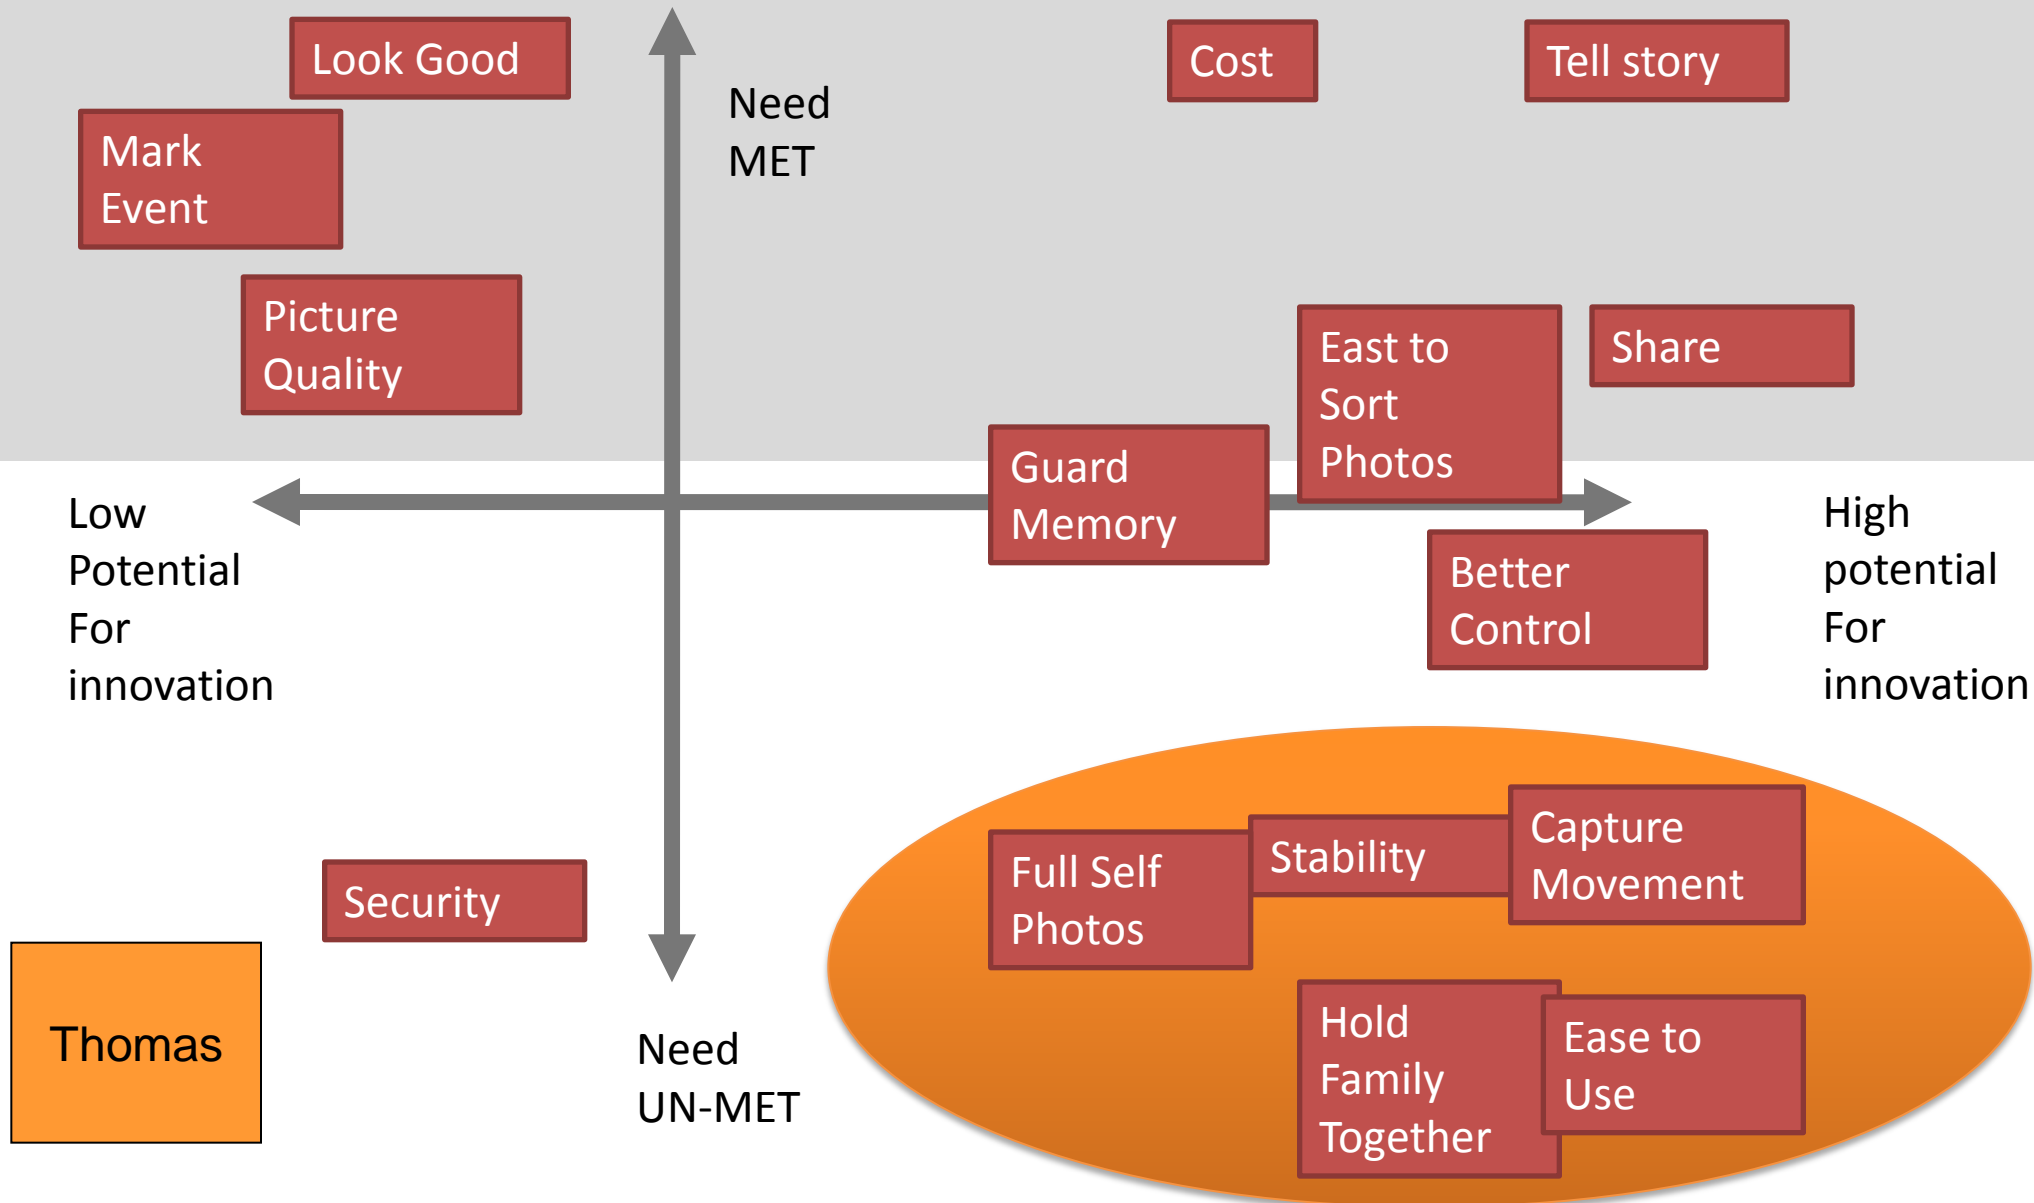 Look Good
Cost
Tell story
Mark
Event
Need
MET
Picture
Quality
East to
Sort
Photos
Share
Guard
Memory
Low
Potential
For
innovation
High
potential
For
innovation
Better
Control
Full Self
Photos
Stability
Capture
Movement
Security
Thomas
Need
UN-MET
Hold
Family
Together
Ease to
Use